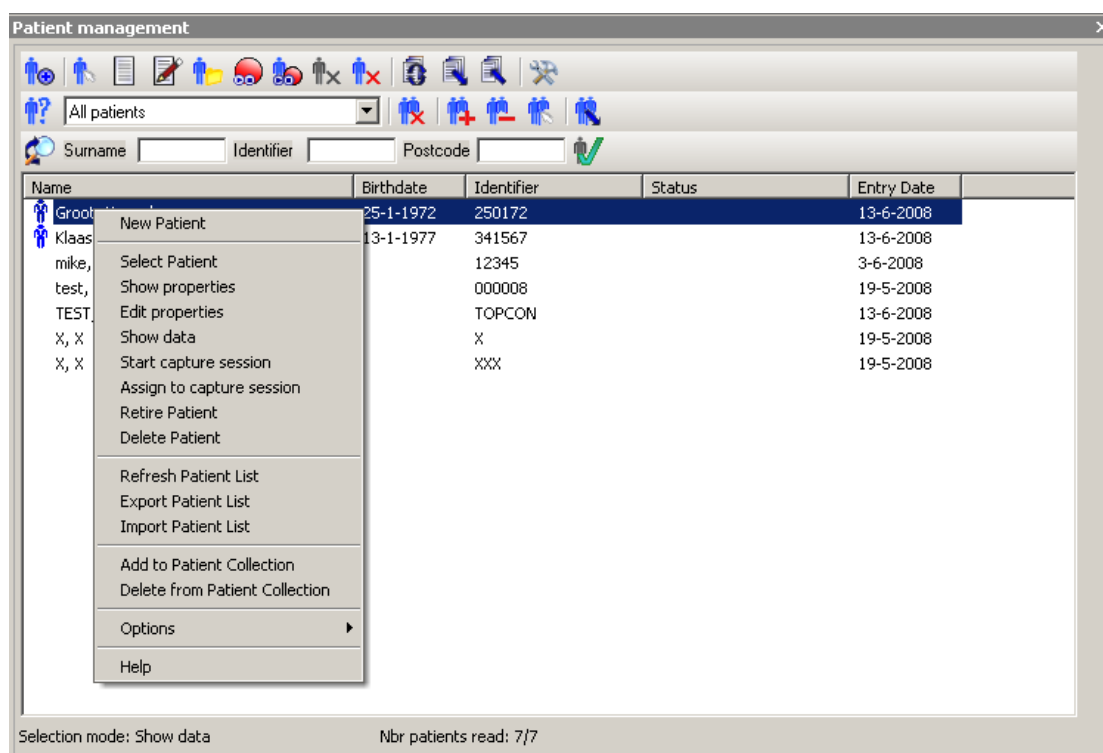 Patient management
All patients
Surname Identifier Postcode
Name Birthdate Identifier Status Entry Date
25-1-1972 250172 13-6-2008
Klaas 13-1-1977 341567 13-6-2008
mike, 12345 3-6-2008
test, 000008 19-5-2008
TEST_ TOPCON 13-6-2008
X, X X 19-5-2008
X, X XXX 19-5-2008
New Patient
Select Patient
Show properties
Edit properties
Show data
Start capture session
Assign to capture session
Retire Patient
Delete Patient
Refresh Patient List
Export Patient List
Import Patient List
Add to Patient Collection
Delete from Patient Collection
Options
Help
Selection mode: Show data Nbr patients read: 7/7